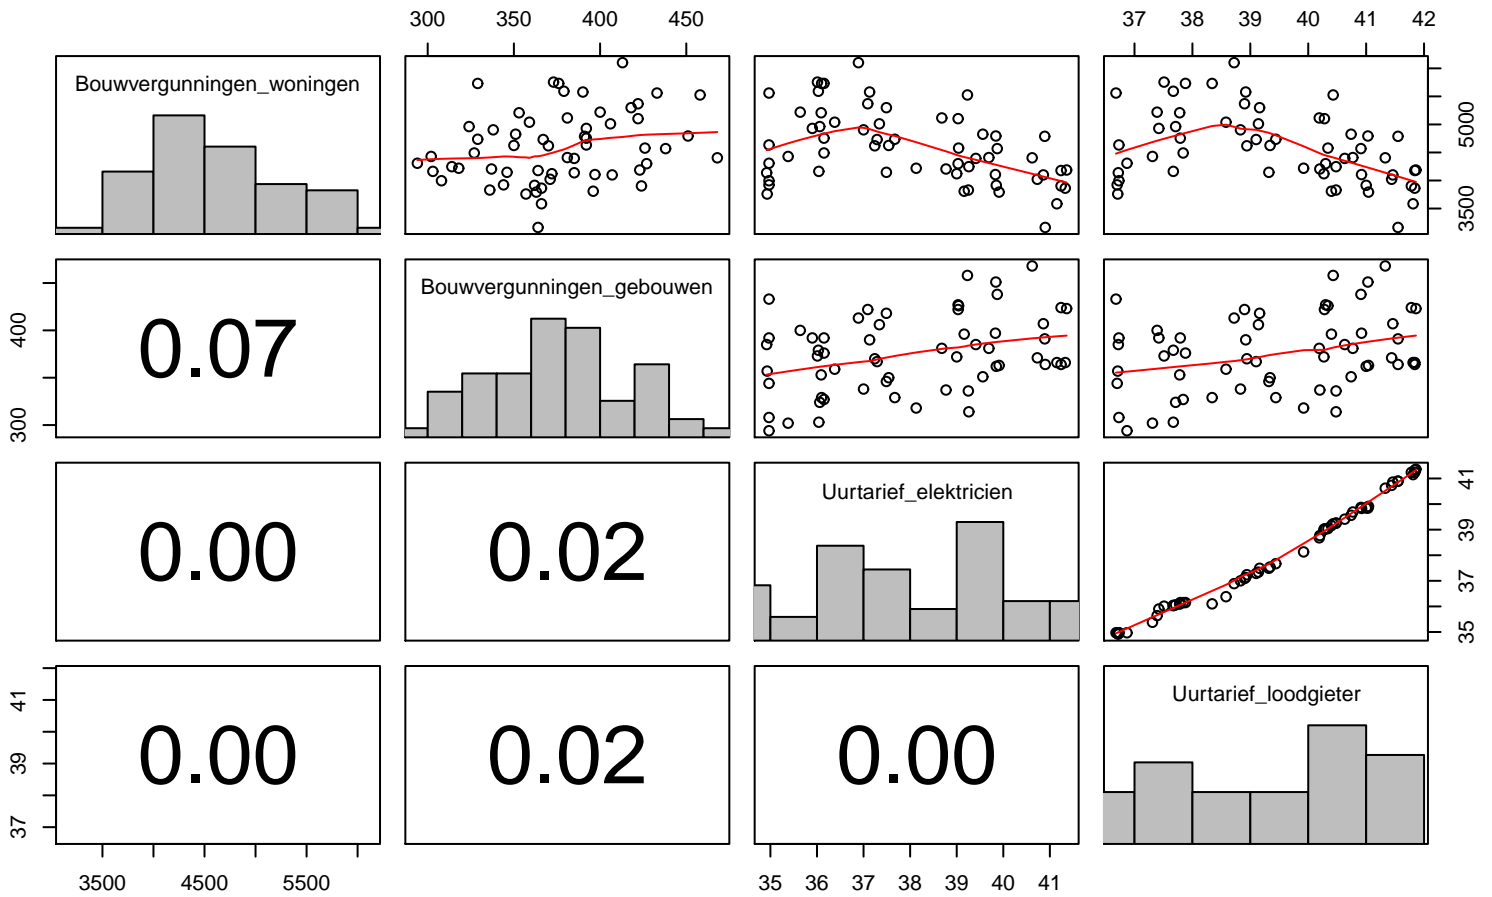 300 350 400 450 37 38 39 40 41 42
Bouwvergunningen_woningen
3500 5000
Bouwvergunningen_gebouwen
300 400
0.07
Uurtarief_elektricien
0.00 0.02
35 37 39 41
Uurtarief_loodgieter
37 39 41
0.00 0.02 0.00
3500 4500 5500 35 36 37 38 39 40 41